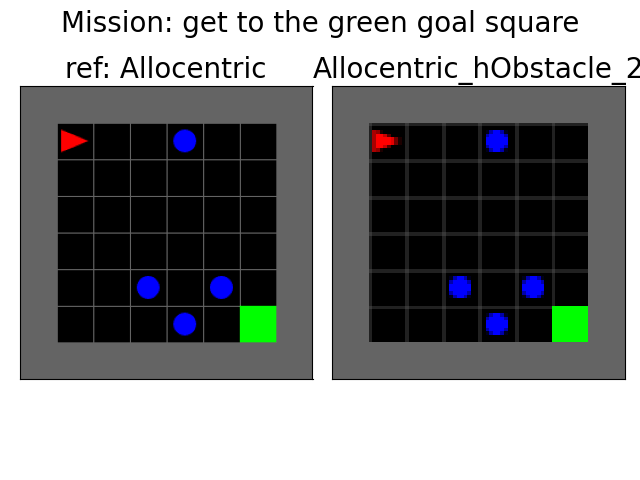 Mission: get to the green goal square
ref: Allocentric
Allocentric_hObstacle_2